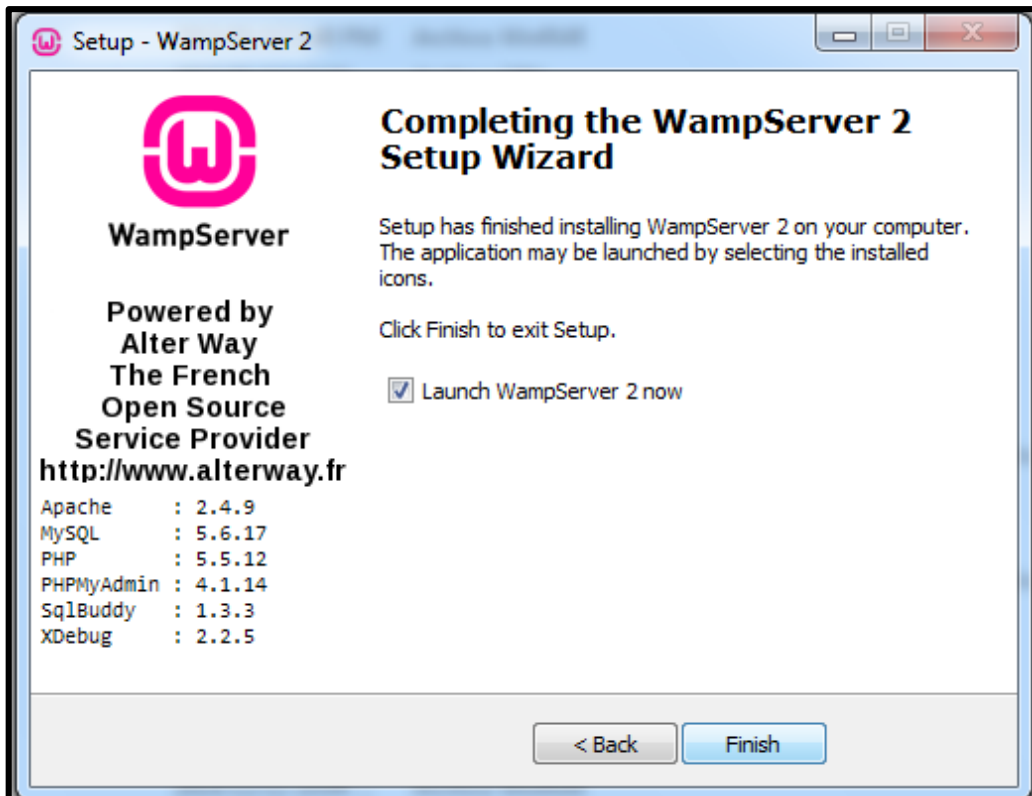 Setup - WampServer 2
WampServer
Powered by
Alter Way
The French
Open Source
Service Provider
http://www.alterway.fr
Apache : 2.4.9
MySQL : 5.6.17
PHP : 5.5.12
PHPMyAdmin : 4.1.14
SqlBuddy : 1.3.3
XDebug : 2.2.5
Completing the WampServer 2
Setup Wizard
Setup has finished installing WampServer 2 on your computer.
The application may be launched by selecting the installed
icons.
Click Finish to exit Setup.
Launch WampServer 2 now
< Back
Finish